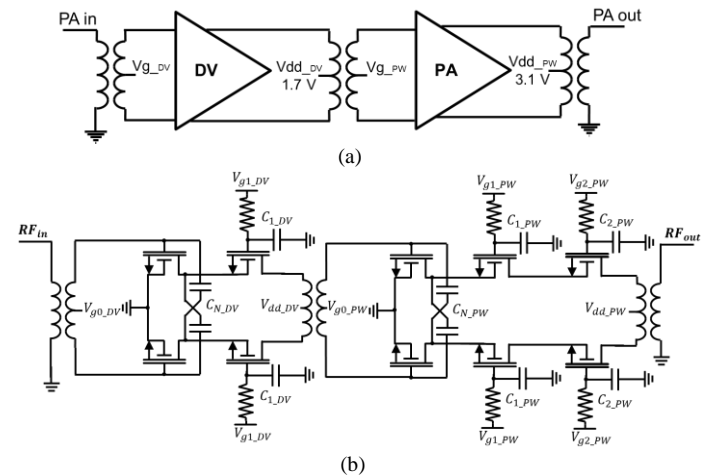 PA in
PA out
Vg_DV
DV
Vdd_DV
1.7 V
Vg_PW
PA
Vdd_PW
3.1 V
(a)
Vg1_DV
Vg1_PW
Vg2_PW
RFin
C1_DV
C1_PW
C2_PW
RFout
Vg0_DV
CN_DV
Vdd_DV
Vg0_PW
CN_PW
Vdd_PW
C1_DV
C1_PW
C2_PW
Vg1_DV
Vg1_PW
Vg2_PW
(b)